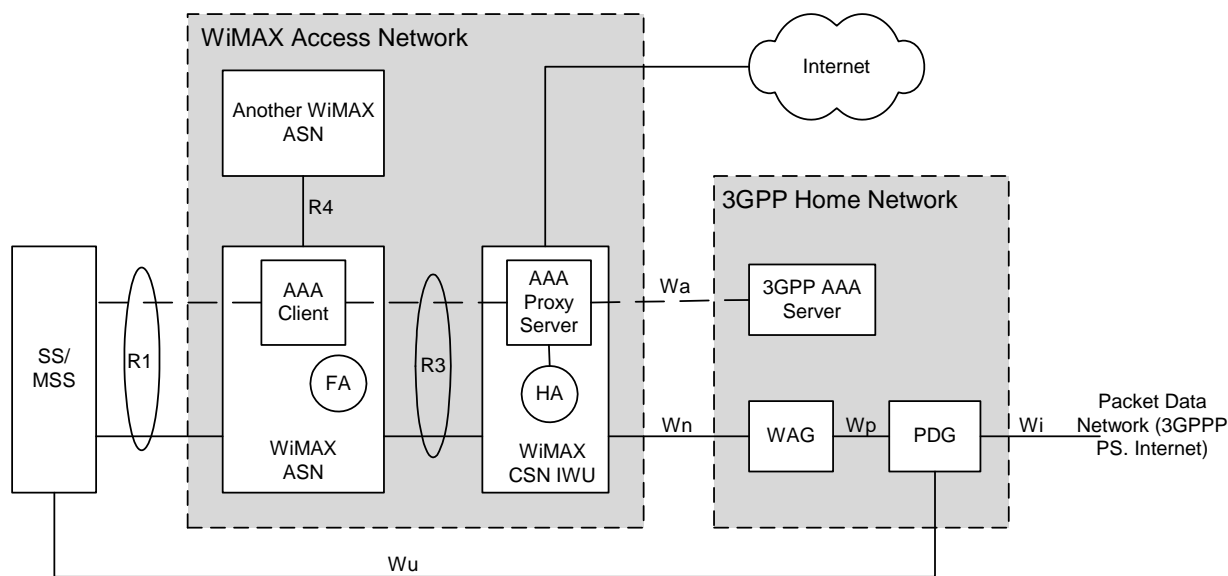 WiMAX Access Network
Internet
Another WiMAX
ASN
R4
3GPP Home Network
AAA
Client
AAA
Proxy
Server
Wa
3GPP AAA
Server
SS/
MSS
R1
R3
FA
HA
Packet Data
Network (3GPPP
PS. Internet)
Wn
WAG
Wp
PDG
Wi
WiMAX
ASN
WiMAX
CSN IWU
Wu